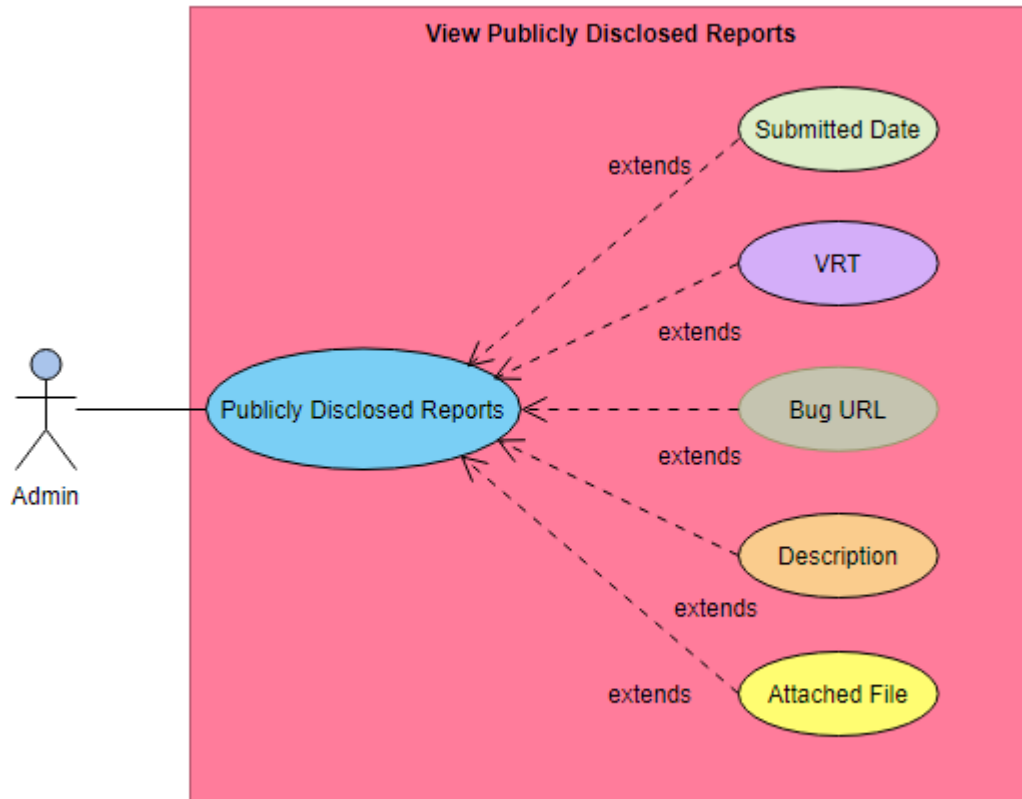 View Publicly Disclosed Reports
Submitted Date
extends
VRT
extends
Publicly Disclosed Reports
Bug URL
extends
Admin
Description
extends
Attached File
extends